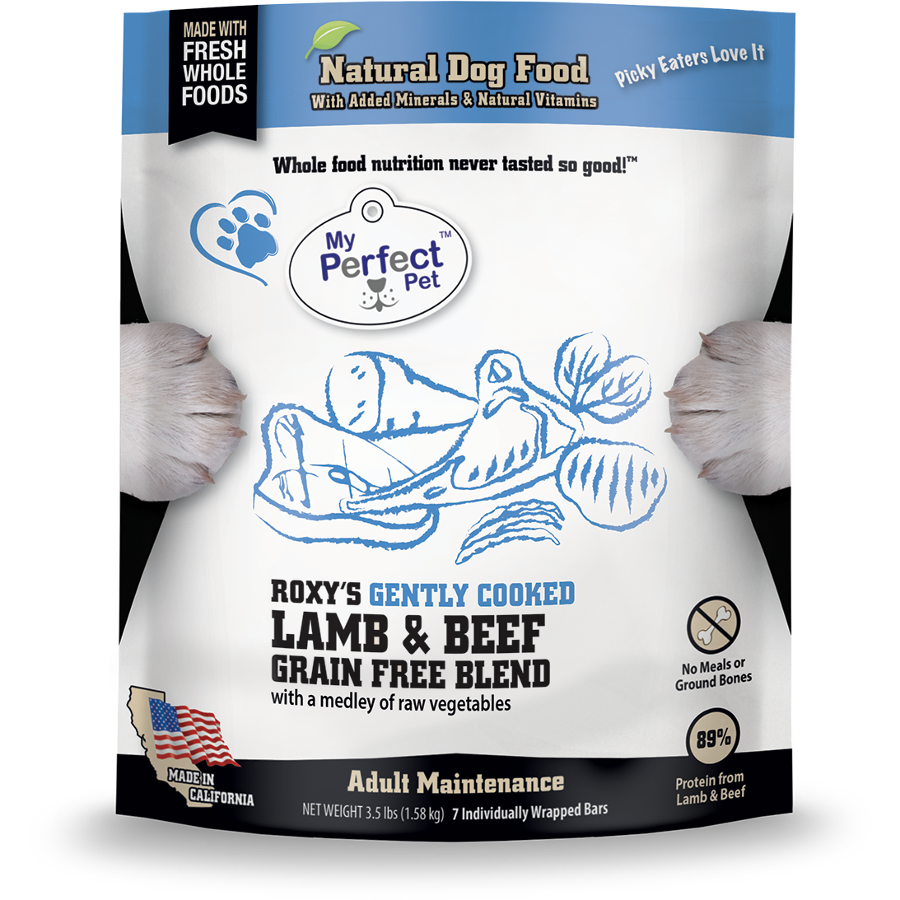 MADE WITH
FRESH
WHOLE
FOODS
Natural Dog Food
With Added Minerals & Natural Vitamins
Picky Eaters Love It
Whole food nutrition never tasted so good!™
My
Perfect™
Pet
ROXY'S GENTLY COOKED
LAMB & BEEF
GRAIN FREE BLEND
with a medley of raw vegetables
No Meals or
Ground Bones
89%
Protein from
Lamb & Beef
MADE IN
CALIFORNIA
Adult Maintenance
NET WEIGHT 3.5 lbs (1.58 kg) 7 Individually Wrapped Bars